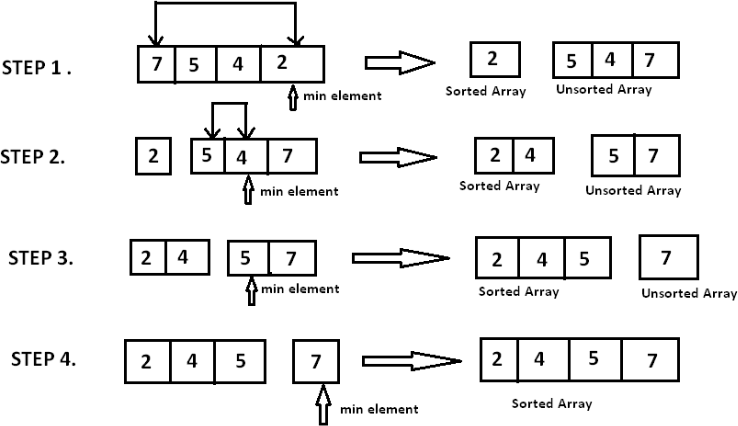 STEP 1 .
7 5 4 2
2
5 4 7
min element
Sorted Array
Unsorted Array
STEP 2.
2
5 4 7
2 4
5 7
min element
Sorted Array
Unsorted Array
STEP 3.
2 4
5 7
2 4 5
7
min element
Sorted Array
Unsorted Array
STEP 4.
2 4 5
7
2 4 5 7
min element
Sorted Array